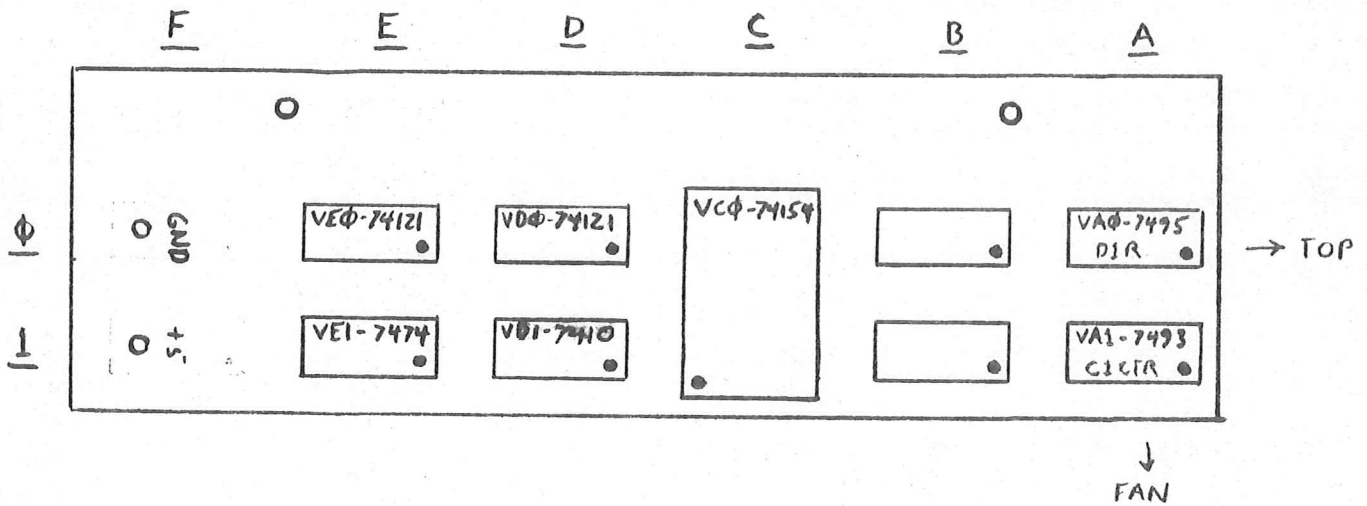 F E D C B A
Φ
GND
VEΦ-74121
VDΦ-74121
VCΦ-74154
VAΦ-7495
DIR
→ TOP
1
+5
VE1-7474
VD1-7410
VA1-7493
CICTR
↓
FAN